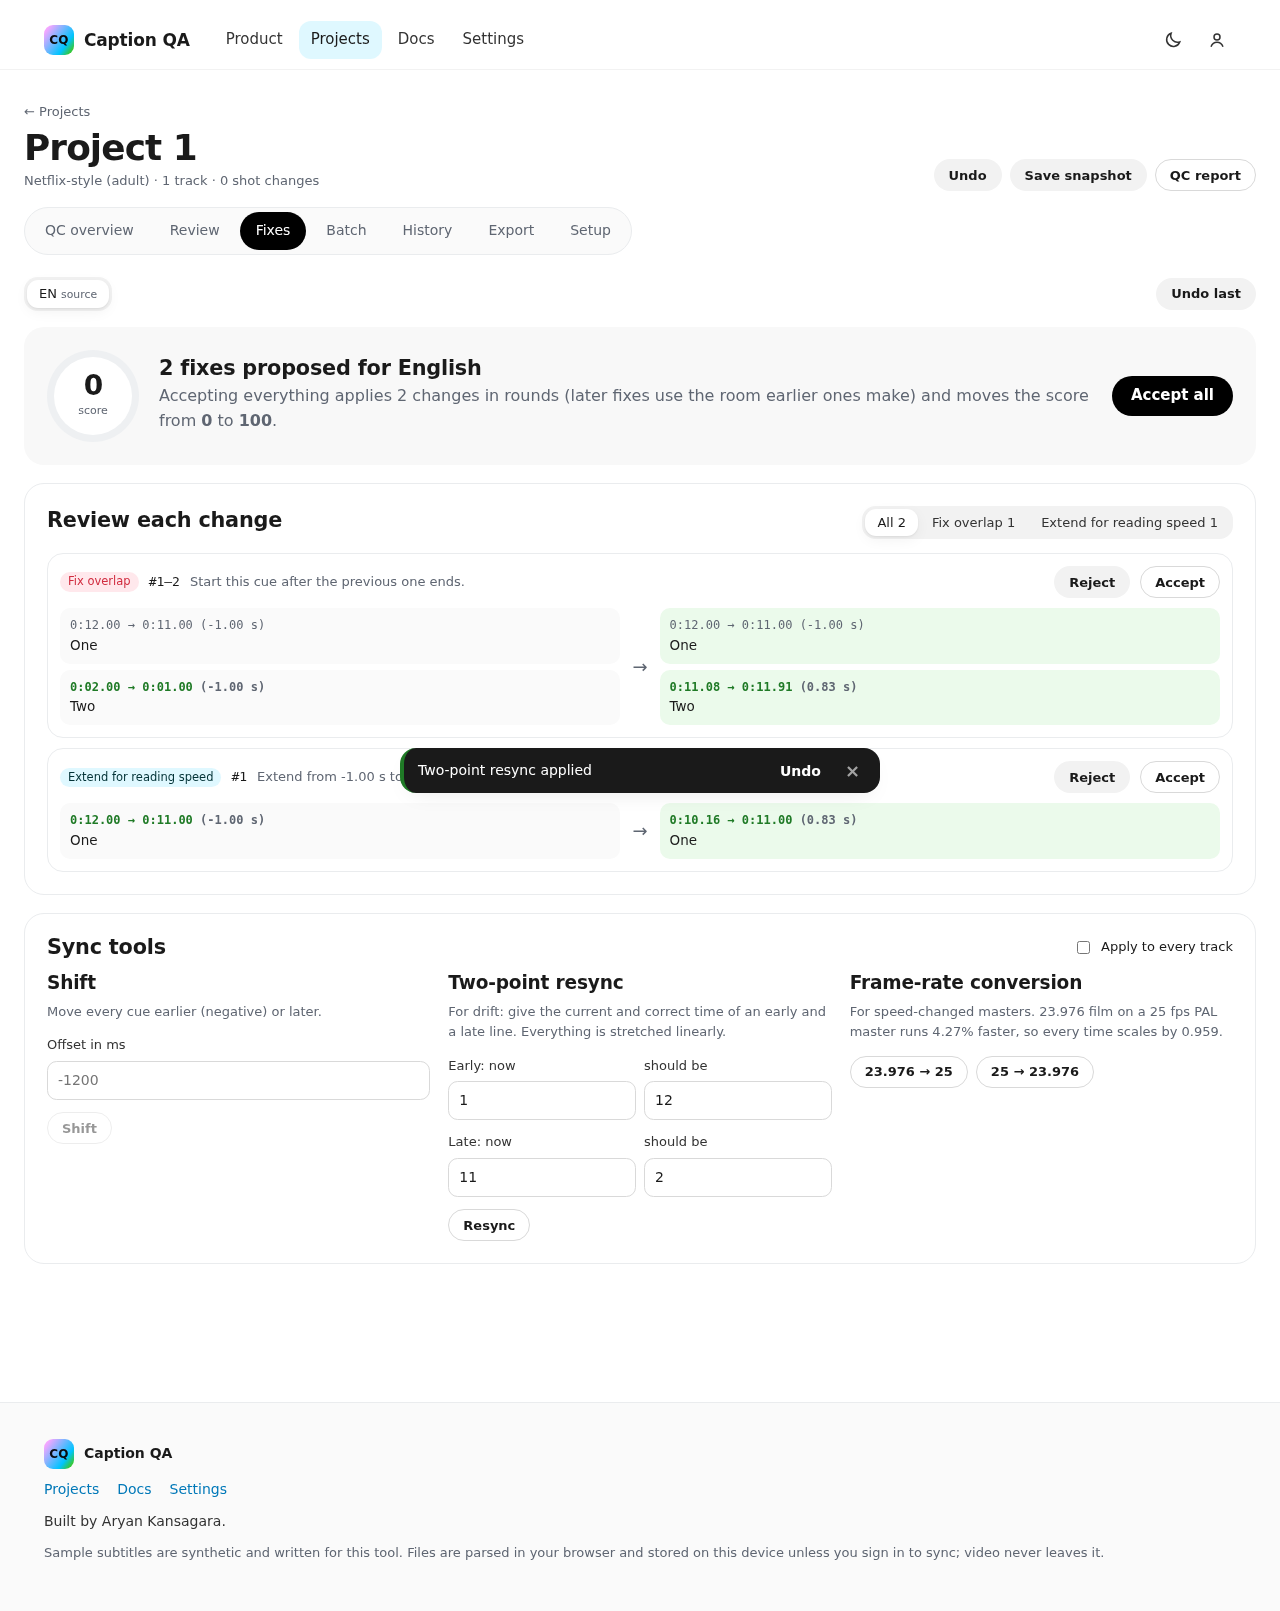 CQ Caption QA Product Projects Docs Settings
← Projects
Project 1
Netflix-style (adult) · 1 track · 0 shot changes
Undo Save snapshot QC report
QC overview Review Fixes Batch History Export Setup
EN source
Undo last
0
score
2 fixes proposed for English
Accepting everything applies 2 changes in rounds (later fixes use the room earlier ones make) and moves the score
from 0 to 100.
Accept all
Review each change
All 2 Fix overlap 1 Extend for reading speed 1
Fix overlap #1–2 Start this cue after the previous one ends.
Reject Accept
0:12.00 → 0:11.00 (-1.00 s)
One
0:02.00 → 0:01.00 (-1.00 s)
Two
→
0:12.00 → 0:11.00 (-1.00 s)
One
0:11.08 → 0:11.91 (0.83 s)
Two
Extend for reading speed #1 Extend from -1.00 s to
Reject Accept
Two-point resync applied Undo ×
0:12.00 → 0:11.00 (-1.00 s)
One
→
0:10.16 → 0:11.00 (0.83 s)
One
Sync tools
Apply to every track
Shift
Move every cue earlier (negative) or later.
Offset in ms
-1200
Shift
Two-point resync
For drift: give the current and correct time of an early and
a late line. Everything is stretched linearly.
Early: now should be
1 12
Late: now should be
11 2
Resync
Frame-rate conversion
For speed-changed masters. 23.976 film on a 25 fps PAL
master runs 4.27% faster, so every time scales by 0.959.
23.976 → 25 25 → 23.976
CQ Caption QA
Projects Docs Settings
Built by Aryan Kansagara.
Sample subtitles are synthetic and written for this tool. Files are parsed in your browser and stored on this device unless you sign in to sync; video never leaves it.